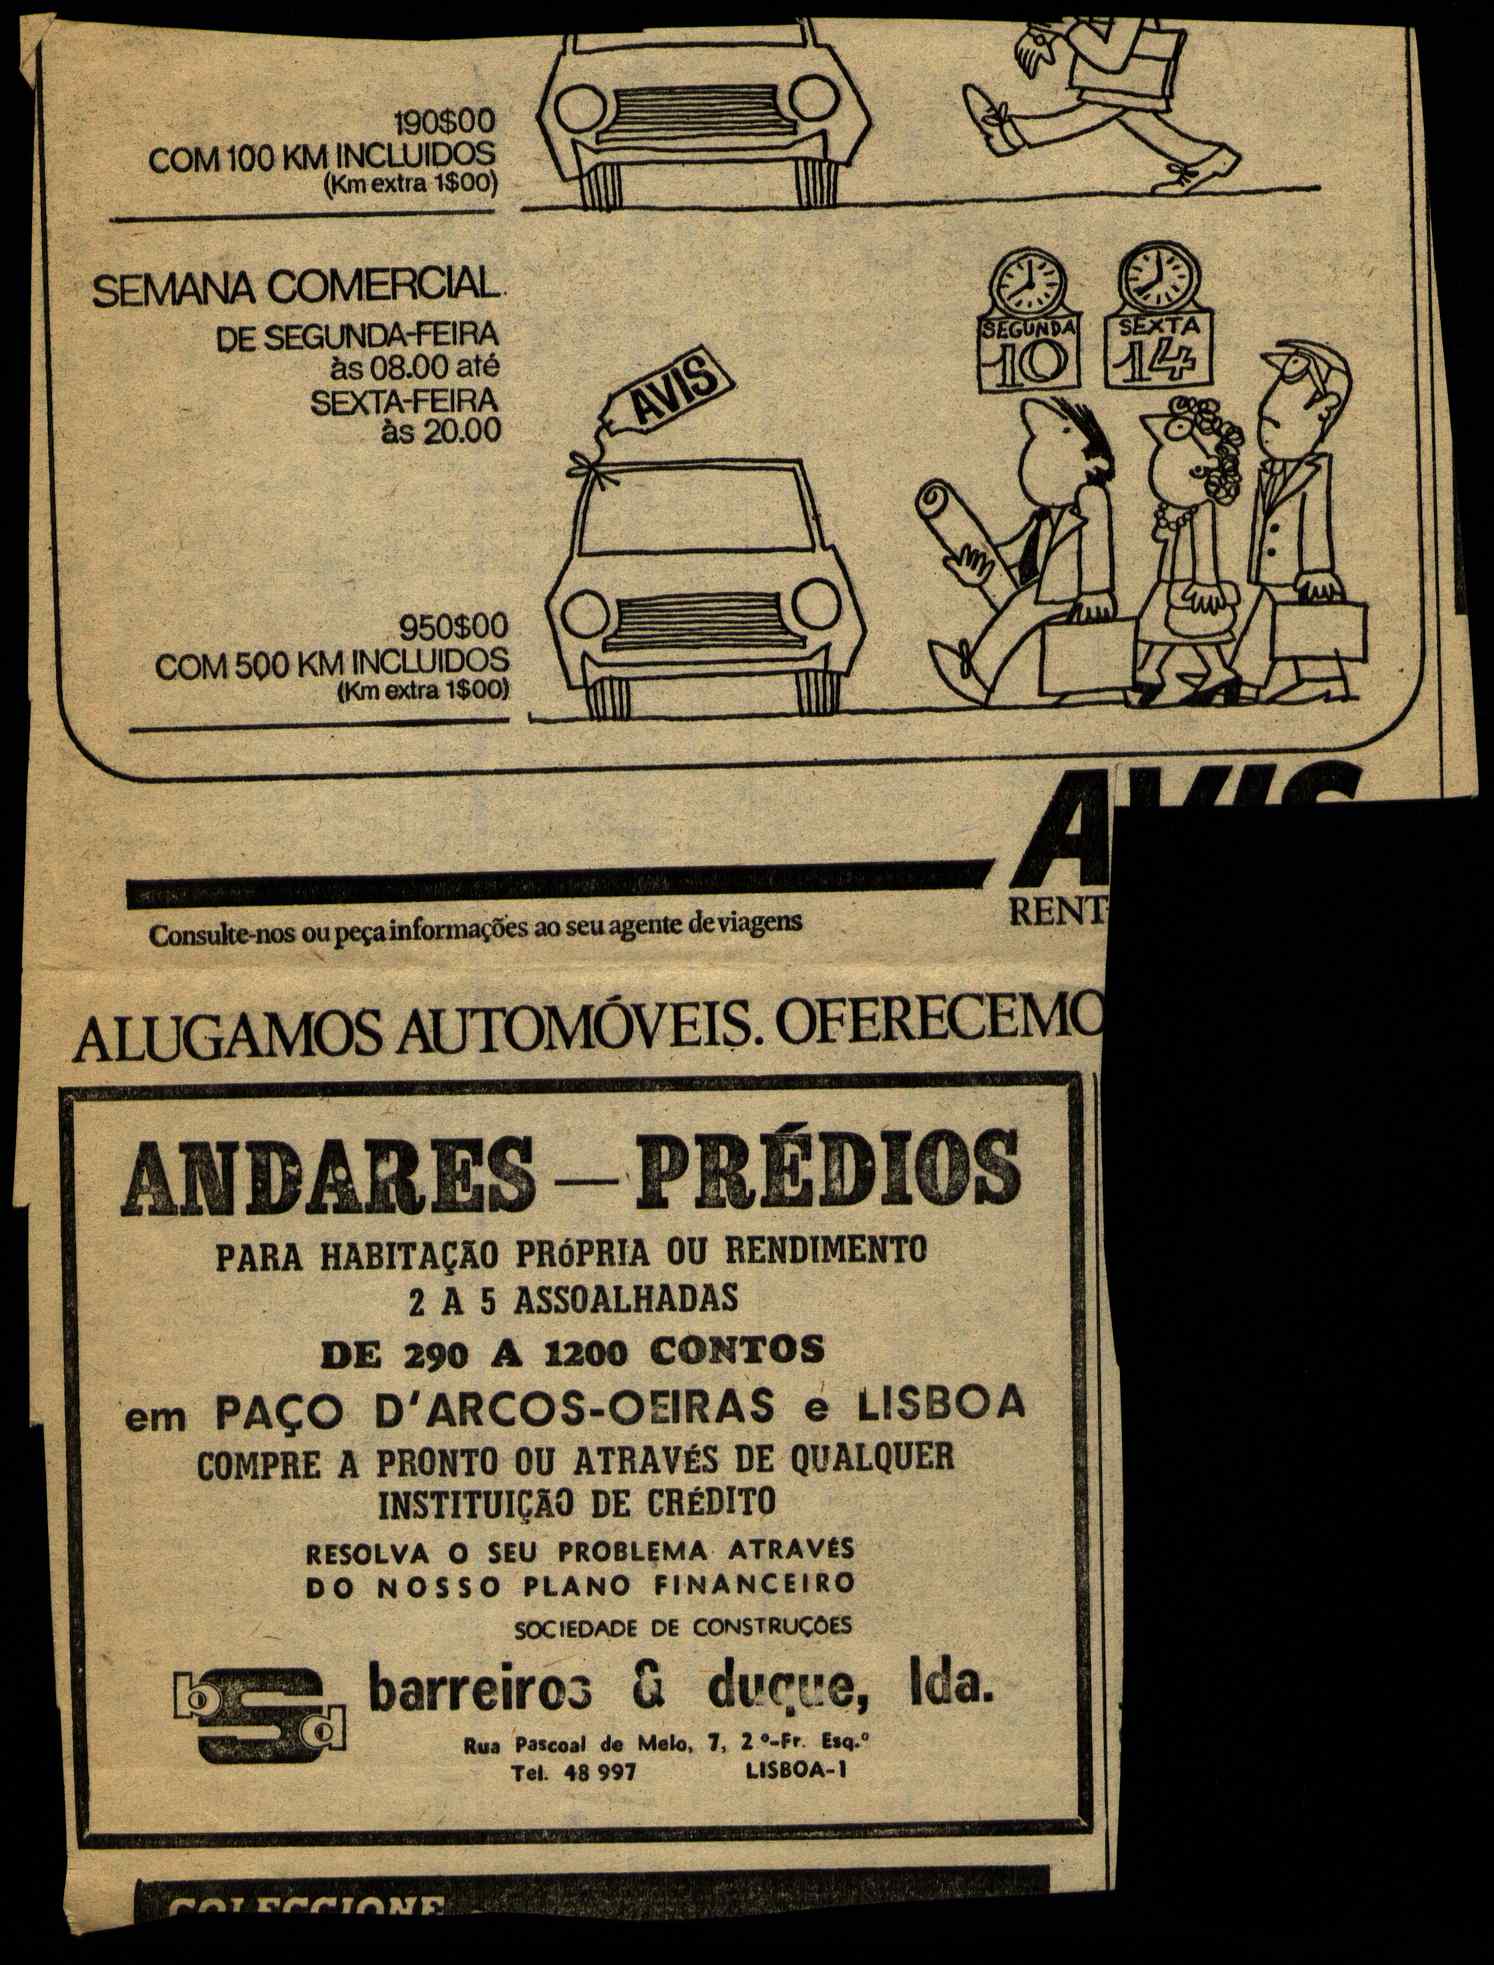 190$00
COM 100 KM INCLUIDOS
(Km extra 1$00)
SEMANA COMERCIAL
DE SEGUNDA-FEIRA
às 08.00 até
SEXTA-FEIRA
às 20.00
SEGUNDA
10
SEXTA
14
AVIS
950$00
COM 500 KM INCLUIDOS
(Km extra 1$00)
AVIS
RENT-
Consulte-nos ou peça informações ao seu agente de viagens
ALUGAMOS AUTOMÓVEIS. OFERECEMO
ANDARES — PRÉDIOS
PARA HABITAÇÃO PRÓPRIA OU RENDIMENTO
2 A 5 ASSOALHADAS
DE 290 A 1200 CONTOS
em PAÇO D'ARCOS-OEIRAS e LISBOA
COMPRE A PRONTO OU ATRAVÉS DE QUALQUER
INSTITUIÇÃO DE CRÉDITO
RESOLVA O SEU PROBLEMA ATRAVÉS
DO NOSSO PLANO FINANCEIRO
SOCIEDADE DE CONSTRUÇÕES
bd barreiros & duque, lda.
Rua Pascoal de Melo, 7, 2.º-Fr. Esq.º
Tel. 48 997 LISBOA-1
COLECCIONE